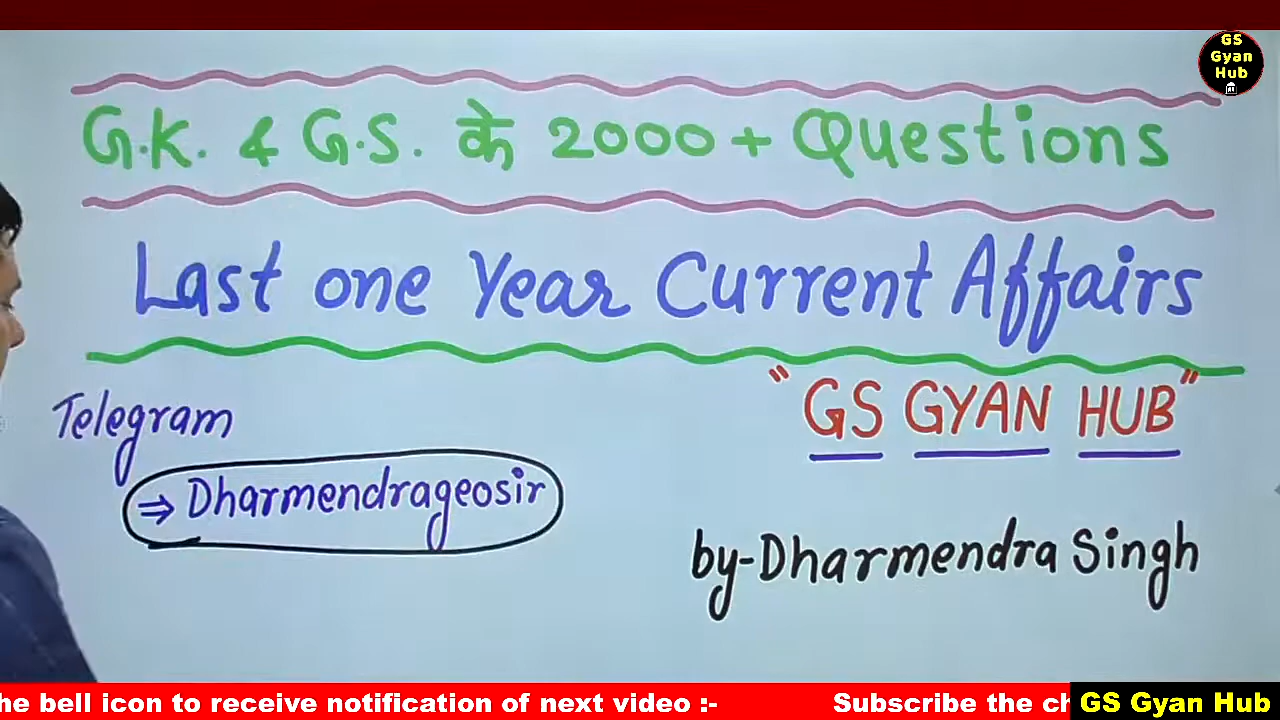 GS
Gyan
Hub
G.K. & G.S. के 2000+ Questions
Last one Year Current Affairs
Telegram
⇒ Dharmendrageosir
"GS GYAN HUB"
by-Dharmendra Singh
he bell icon to receive notification of next video :- Subscribe the ch
GS Gyan Hub